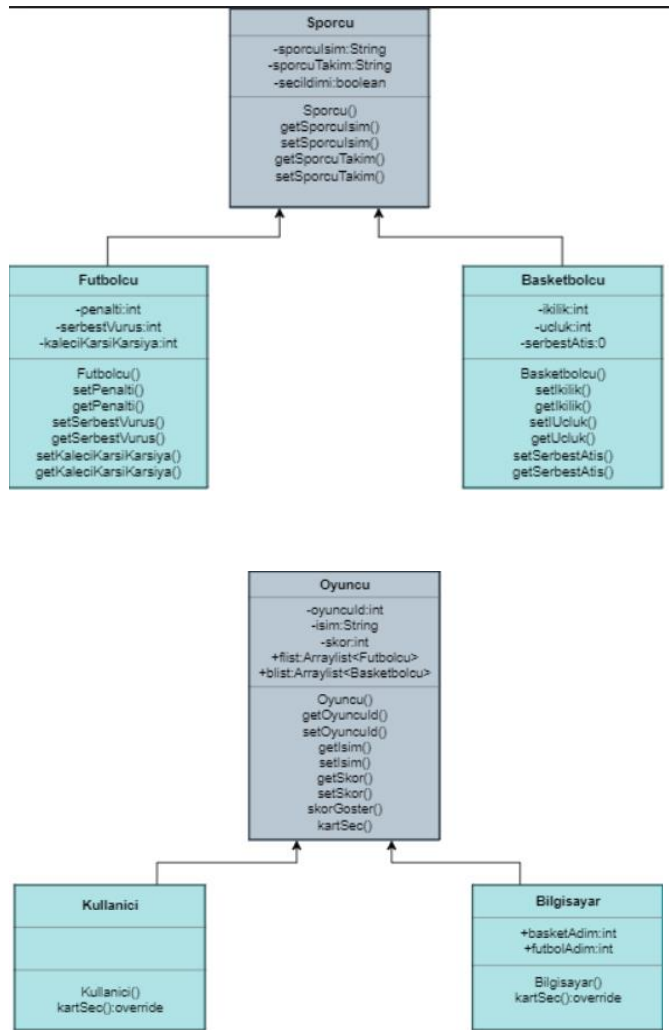 Sporcu
-sporcuIsim:String
-sporcuTakim:String
-secildimi:boolean
Sporcu()
getSporcuIsim()
setSporcuIsim()
getSporcuTakim()
setSporcuTakim()
Futbolcu
-penalti:int
-serbestVurus:int
-kaleciKarsiKarsiya:int
Futbolcu()
setPenalti()
getPenalti()
setSerbestVurus()
getSerbestVurus()
setKaleciKarsiKarsiya()
getKaleciKarsiKarsiya()
Basketbolcu
-ikilik:int
-ucluk:int
-serbestAtis:0
Basketbolcu()
setIkilik()
getIkilik()
setIUcluk()
getUcluk()
setSerbestAtis()
getSerbestAtis()
Oyuncu
-oyuncuId:int
-isim:String
-skor:int
+flist:Arraylist<Futbolcu>
+blist:Arraylist<Basketbolcu>
Oyuncu()
getOyuncuId()
setOyuncuId()
getIsim()
setIsim()
getSkor()
setSkor()
skorGoster()
kartSec()
Kullanici
Kullanici()
kartSec():override
Bilgisayar
+basketAdim:int
+futbolAdim:int
Bilgisayar()
kartSec():override